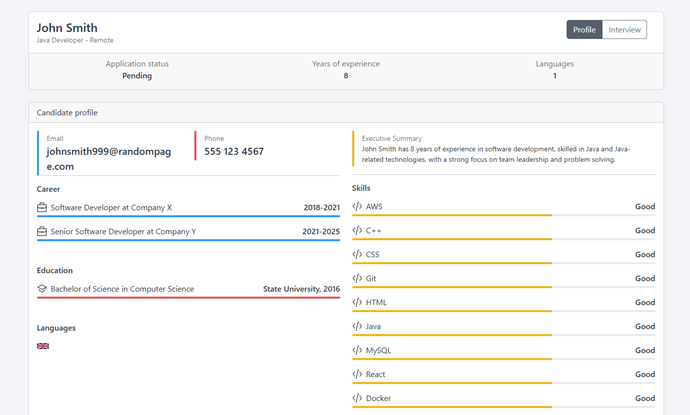 John Smith
Java Developer - Remote
Profile
Interview
Application status
Pending
Years of experience
8
Languages
1
Candidate profile
Email
johnsmith999@randompag
e.com
Phone
555 123 4567
Executive Summary
John Smith has 8 years of experience in software development, skilled in Java and Java-
related technologies, with a strong focus on team leadership and problem solving.
Career
Software Developer at Company X 2018-2021
Senior Software Developer at Company Y 2021-2025
Education
Bachelor of Science in Computer Science State University, 2016
Languages
Skills
AWS Good
C++ Good
CSS Good
Git Good
HTML Good
Java Good
MySQL Good
React Good
Docker Good